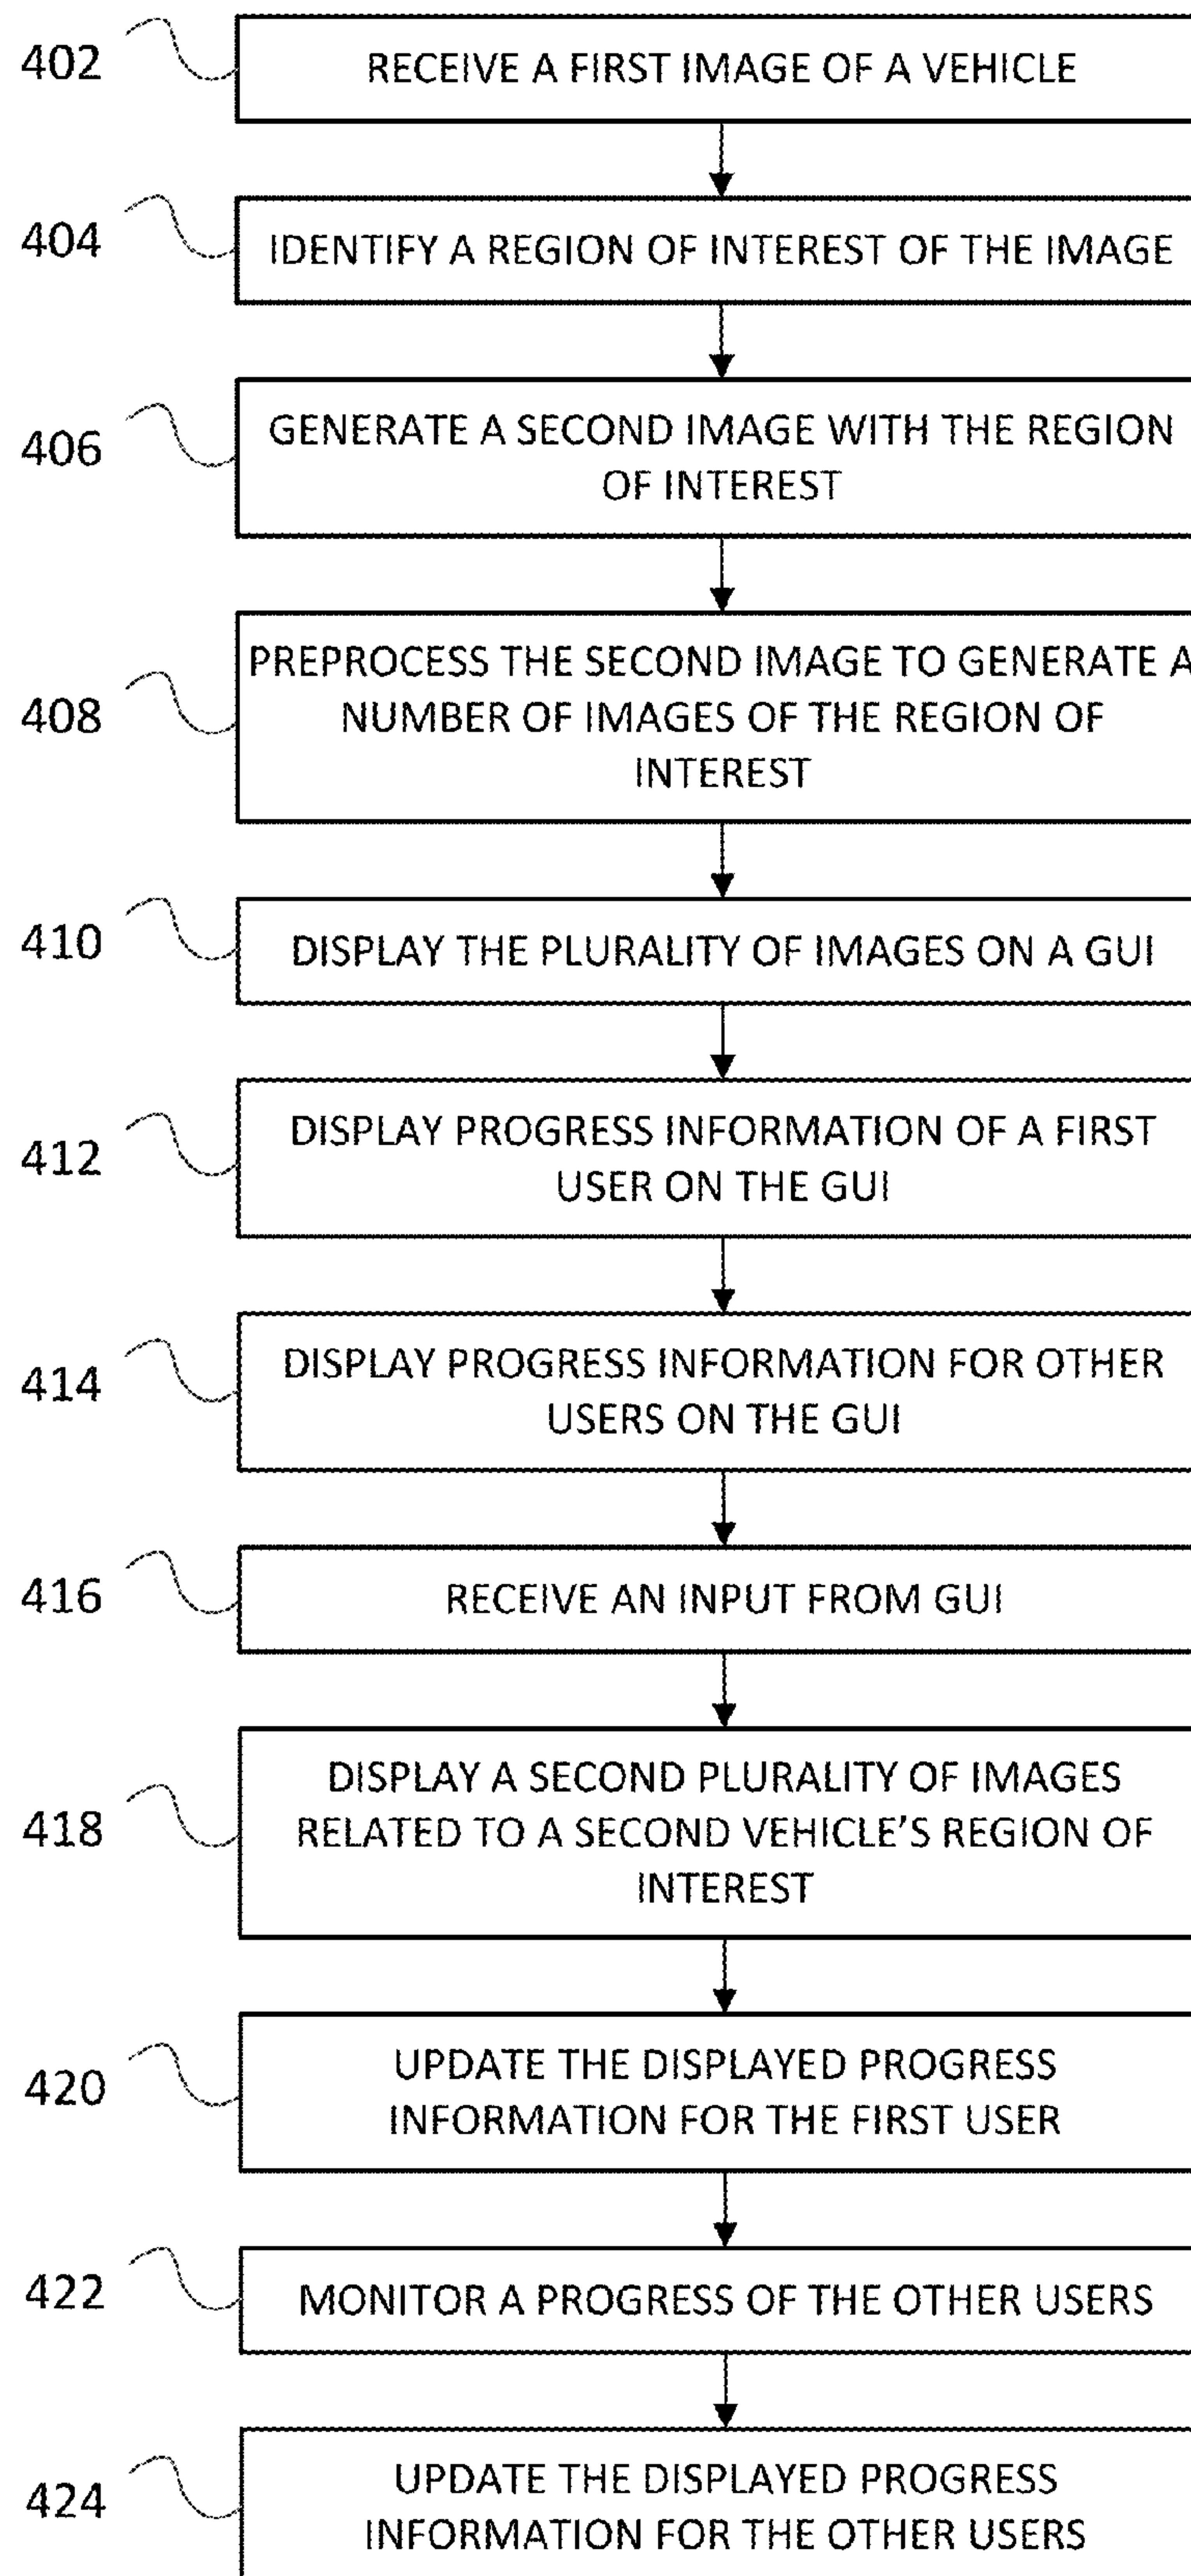 402
RECEIVE A FIRST IMAGE OF A VEHICLE
404
IDENTIFY A REGION OF INTEREST OF THE IMAGE
406
GENERATE A SECOND IMAGE WITH THE REGION
OF INTEREST
408
PREPROCESS THE SECOND IMAGE TO GENERATE A
NUMBER OF IMAGES OF THE REGION OF
INTEREST
410
DISPLAY THE PLURALITY OF IMAGES ON A GUI
412
DISPLAY PROGRESS INFORMATION OF A FIRST
USER ON THE GUI
414
DISPLAY PROGRESS INFORMATION FOR OTHER
USERS ON THE GUI
416
RECEIVE AN INPUT FROM GUI
418
DISPLAY A SECOND PLURALITY OF IMAGES
RELATED TO A SECOND VEHICLE'S REGION OF
INTEREST
420
UPDATE THE DISPLAYED PROGRESS
INFORMATION FOR THE FIRST USER
422
MONITOR A PROGRESS OF THE OTHER USERS
424
UPDATE THE DISPLAYED PROGRESS
INFORMATION FOR THE OTHER USERS